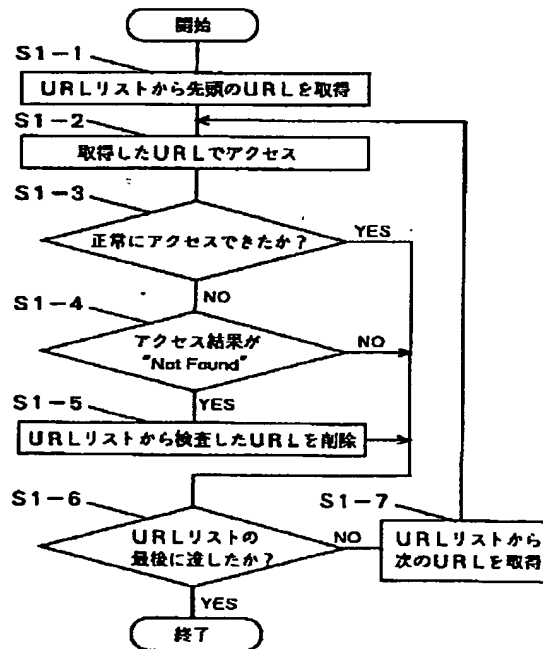 開始
S1-1
URLリストから先頭のURLを取得
S1-2
取得したURLでアクセス
S1-3
正常にアクセスできたか?
YES
NO
S1-4
アクセス結果が
"Not Found"
NO
YES
S1-5
URLリストから検査したURLを削除
S1-6
URLリストの
最後に達したか?
NO
YES
S1-7
URLリストから
次のURLを取得
終了